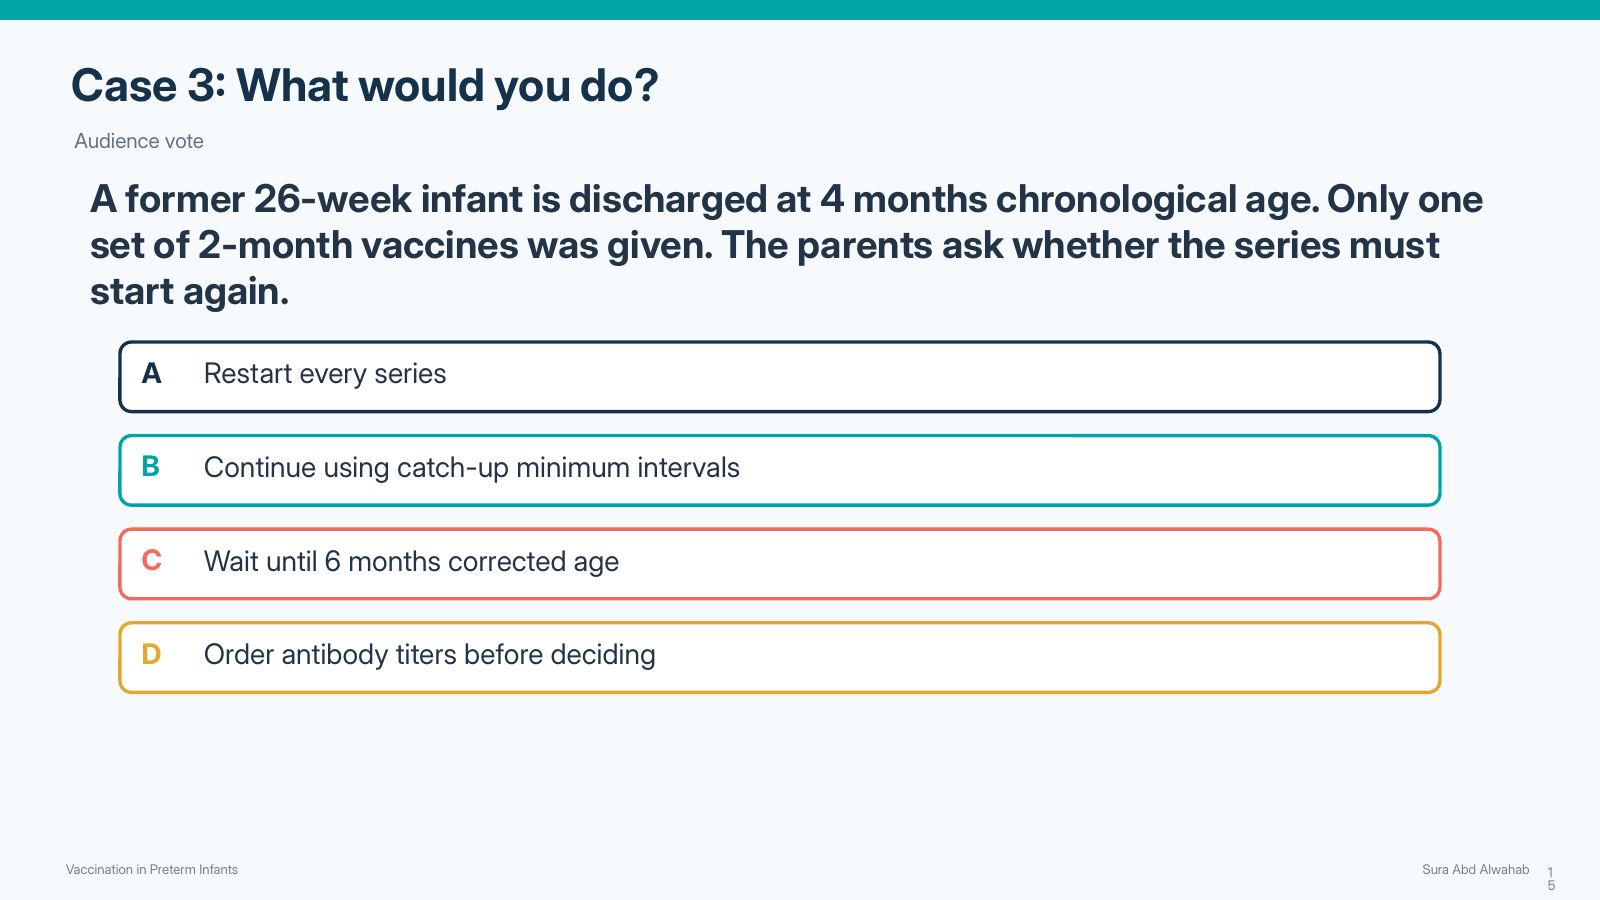 Case 3: What would you do?
Audience vote
A former 26-week infant is discharged at 4 months chronological age. Only one
set of 2-month vaccines was given. The parents ask whether the series must
start again.
A Restart every series
B Continue using catch-up minimum intervals
C Wait until 6 months corrected age
D Order antibody titers before deciding
Vaccination in Preterm Infants
Sura Abd Alwahab
1
5